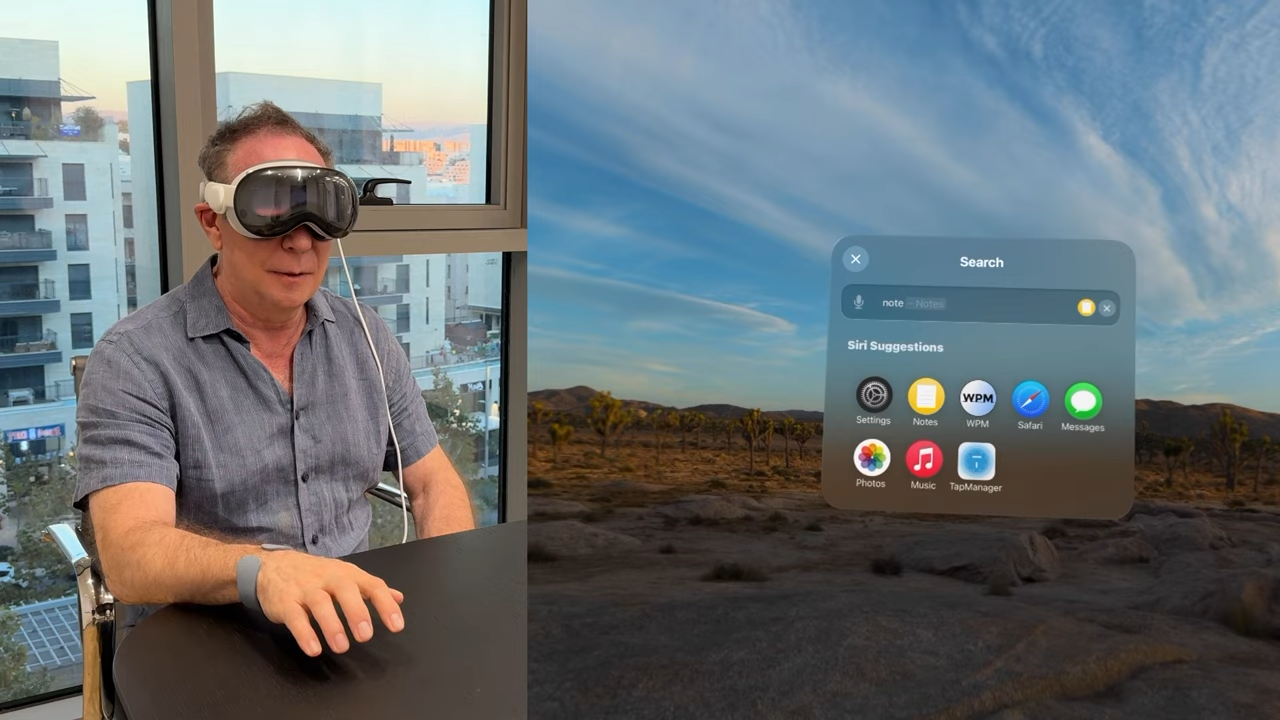 Search
note – Notes
Siri Suggestions
Settings
Notes
WPM
WPM
Safari
Messages
Photos
Music
TapManager